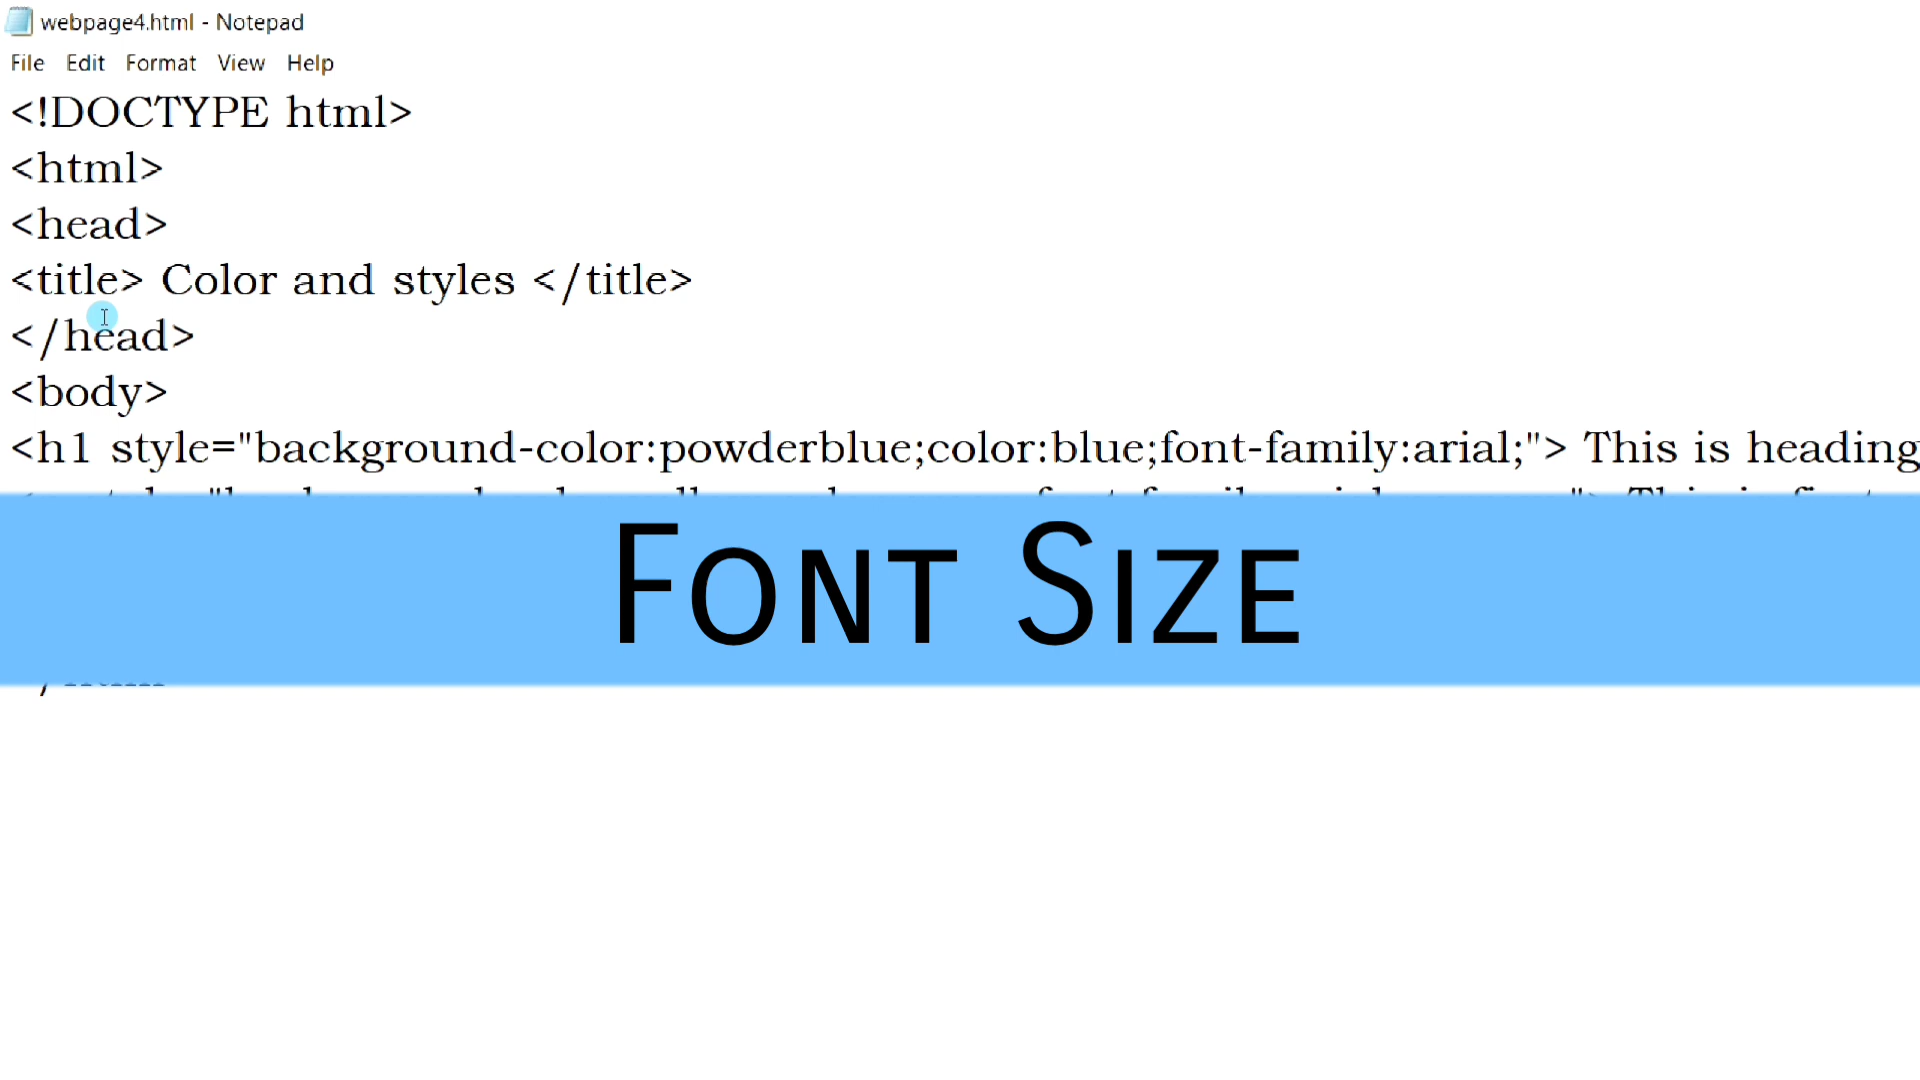 webpage4.html - Notepad
File Edit Format View Help
<!DOCTYPE html>
<html>
<head>
<title> Color and styles </title>
</head>
<body>
<h1 style="background-color:powderblue;color:blue;font-family:arial;"> This is heading
Font Size